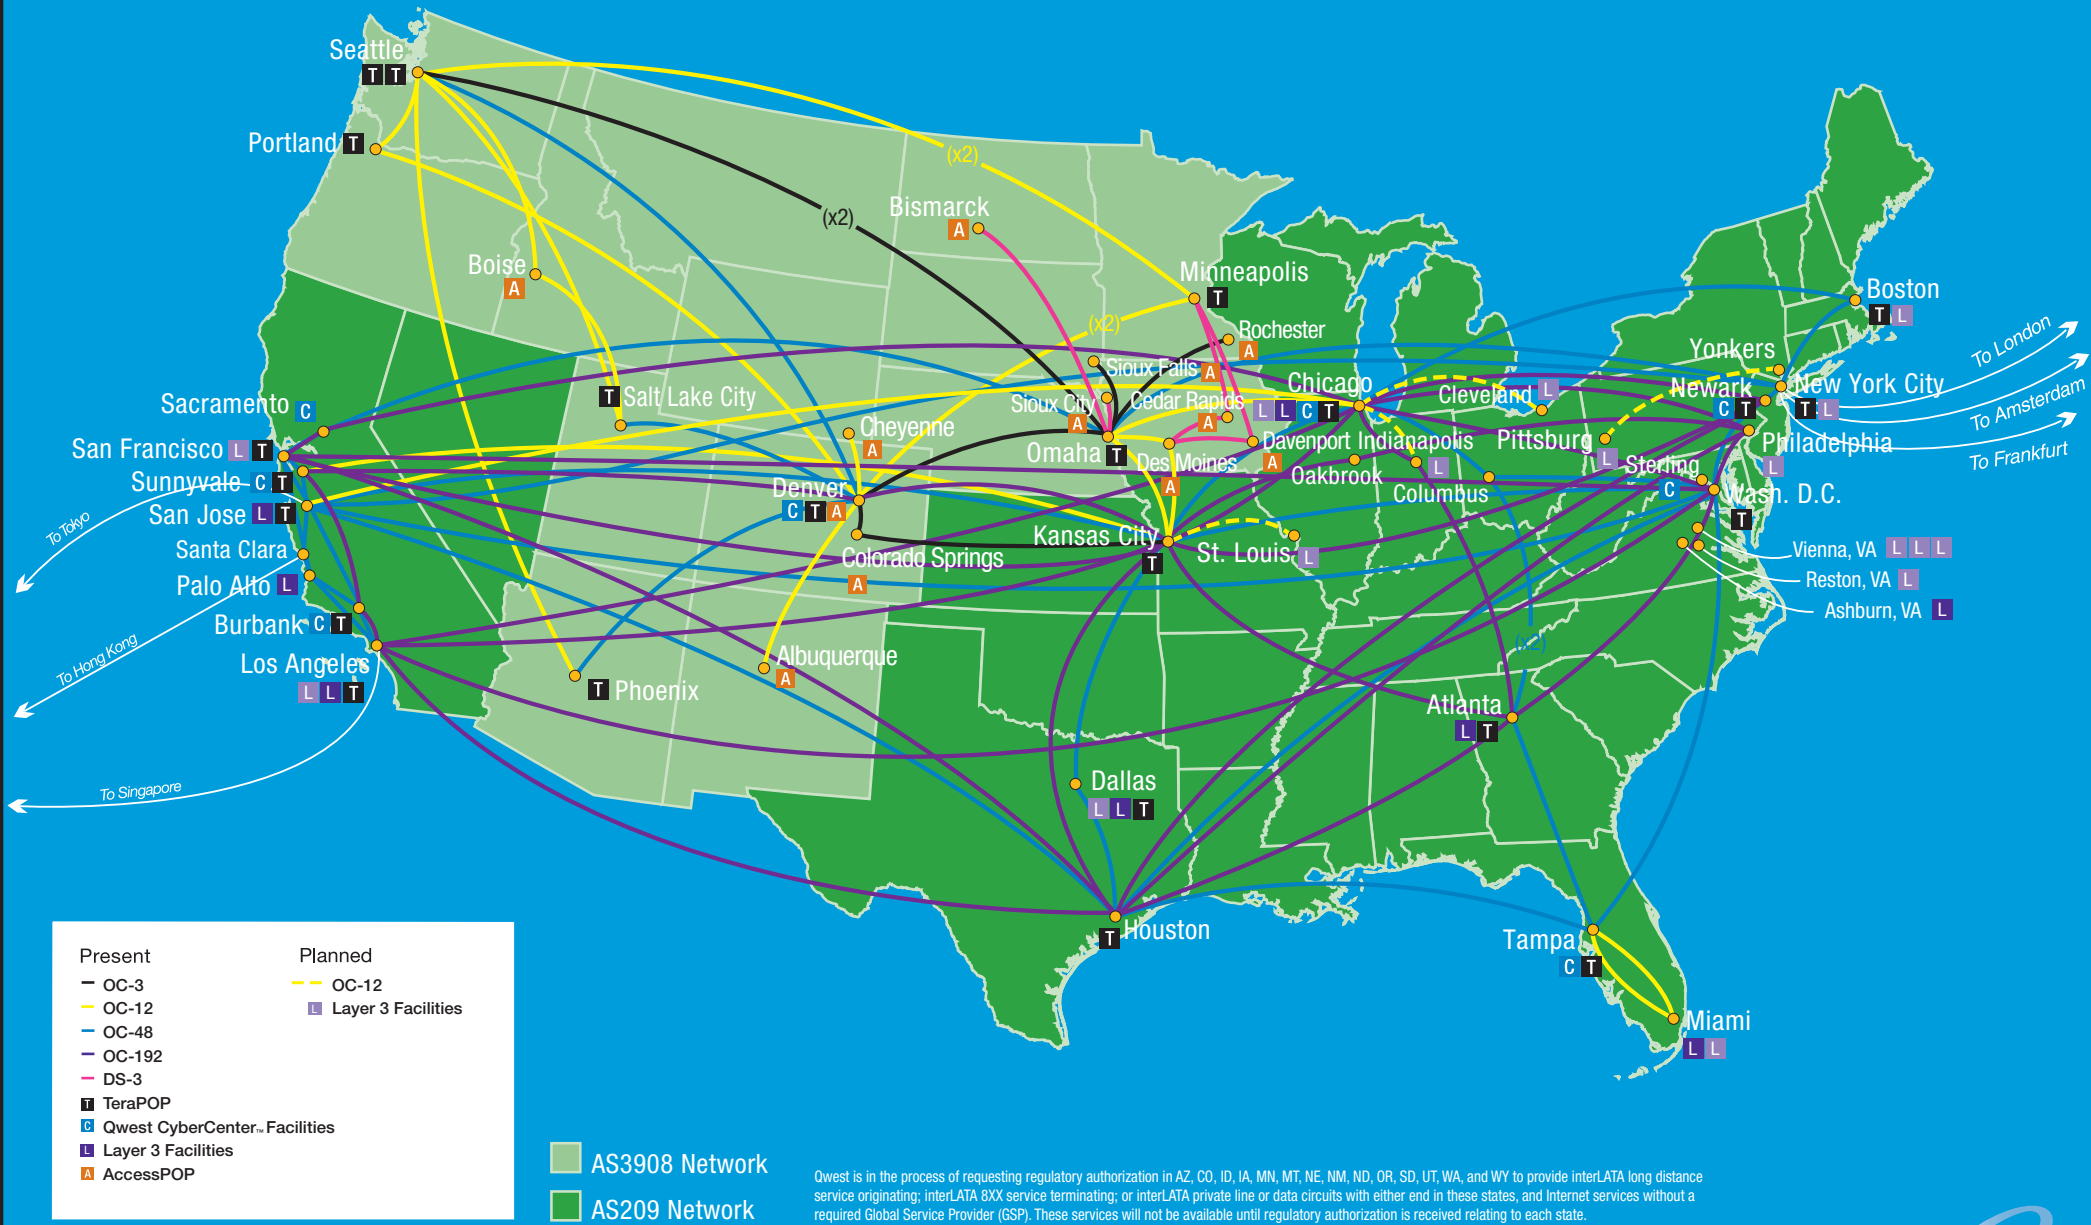 Seattle
T T
Portland T
(x2)
(x2)
Bismarck
A
Boise
A
Minneapolis
T
(x2)
Rochester
A
Boston
T L
To London
Yonkers
Sioux Falls A
Salt Lake City
T
Chicago
L L C T
Cleveland L
Newark
C T
New York City
T L
To Amsterdam
Sacramento C
Sioux City
A
Cedar Rapids
A
Cheyenne
A
San Francisco L T
Omaha T
Des Moines
A
Davenport
A
Indianapolis
L
Pittsburg
L
Philadelphia
L
To Frankfurt
Oakbrook
Sterling
C
Sunnyvale C T
Denver
C T A
Columbus
Wash. D.C.
T
San Jose L T
To Tokyo
Kansas City
T
St. Louis L
Santa Clara
Colorado Springs
A
Vienna, VA L L L
Palo Alto L
Reston, VA L
Burbank C T
Ashburn, VA L
To Hong Kong
(x2)
Los Angeles
L L T
Albuquerque
A
T Phoenix
Atlanta
L T
To Singapore
Dallas
L L T
Houston
T
Tampa
C T
Miami
L L
Present
OC-3
OC-12
OC-48
OC-192
DS-3
T TeraPOP
C Qwest CyberCenter™ Facilities
L Layer 3 Facilities
A AccessPOP
Planned
OC-12
L Layer 3 Facilities
AS3908 Network
AS209 Network
Qwest is in the process of requesting regulatory authorization in AZ, CO, ID, IA, MN, MT, NE, NM, ND, OR, SD, UT, WA, and WY to provide interLATA long distance
service originating; interLATA 8XX service terminating; or interLATA private line or data circuits with either end in these states, and Internet services without a
required Global Service Provider (GSP). These services will not be available until regulatory authorization is received relating to each state.